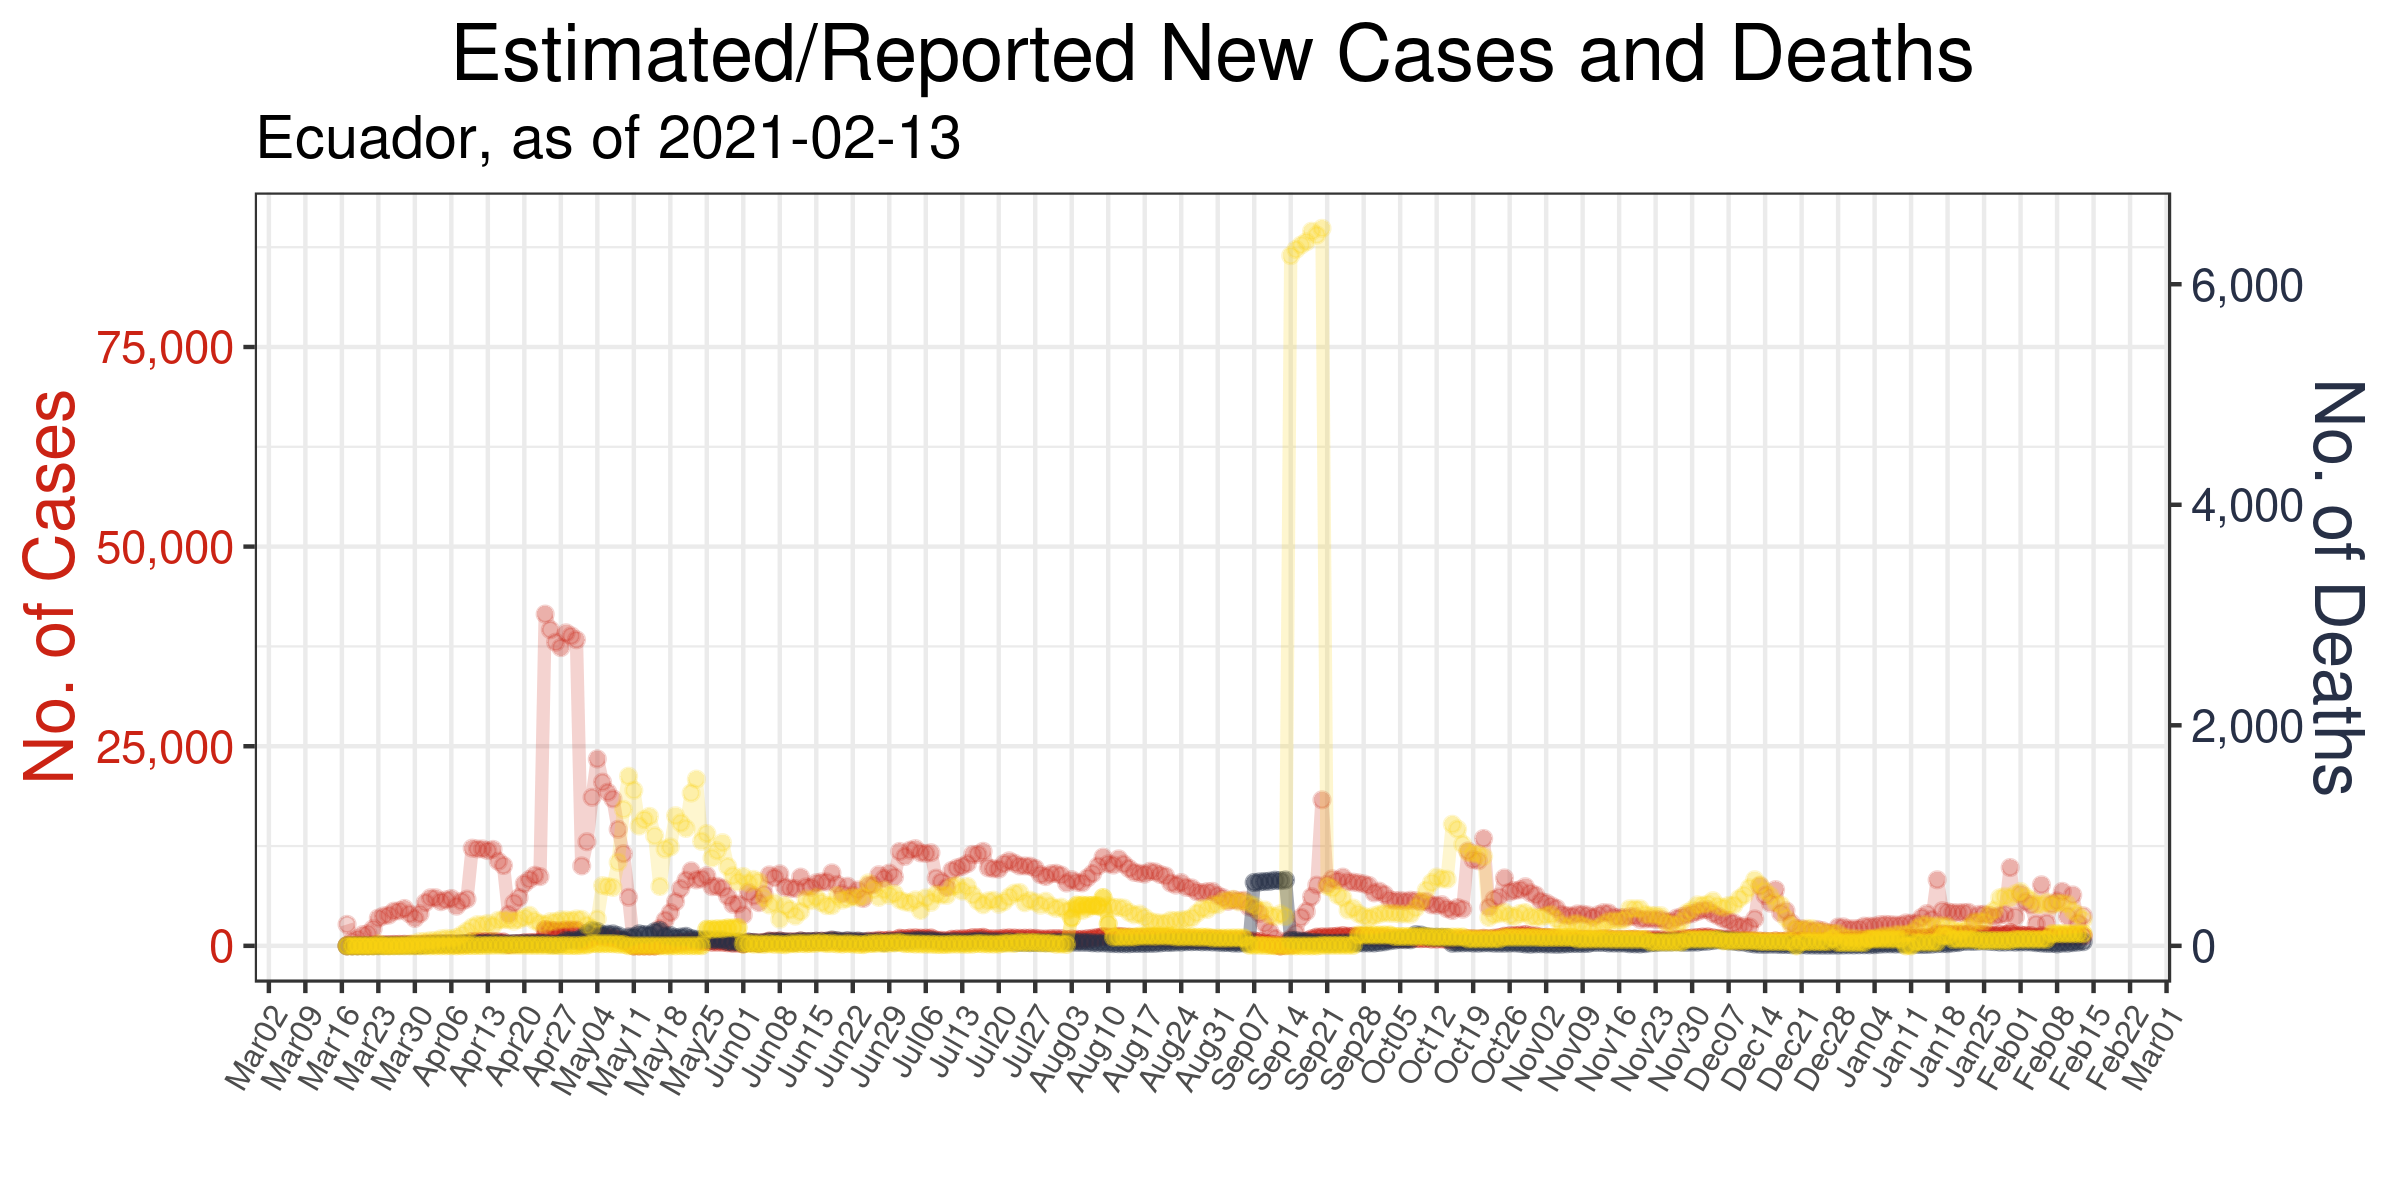 Estimated/Reported New Cases and Deaths
Ecuador, as of 2021-02-13
No. of Cases
75,000
50,000
25,000
0
6,000
4,000
2,000
0
No. of Deaths
Mar02
Mar09
Mar16
Mar23
Mar30
Apr06
Apr13
Apr20
Apr27
May04
May11
May18
May25
Jun01
Jun08
Jun15
Jun22
Jun29
Jul06
Jul13
Jul20
Jul27
Aug03
Aug10
Aug17
Aug24
Aug31
Sep07
Sep14
Sep21
Sep28
Oct05
Oct12
Oct19
Oct26
Nov02
Nov09
Nov16
Nov23
Nov30
Dec07
Dec14
Dec21
Dec28
Jan04
Jan11
Jan18
Jan25
Feb01
Feb08
Feb15
Feb22
Mar01